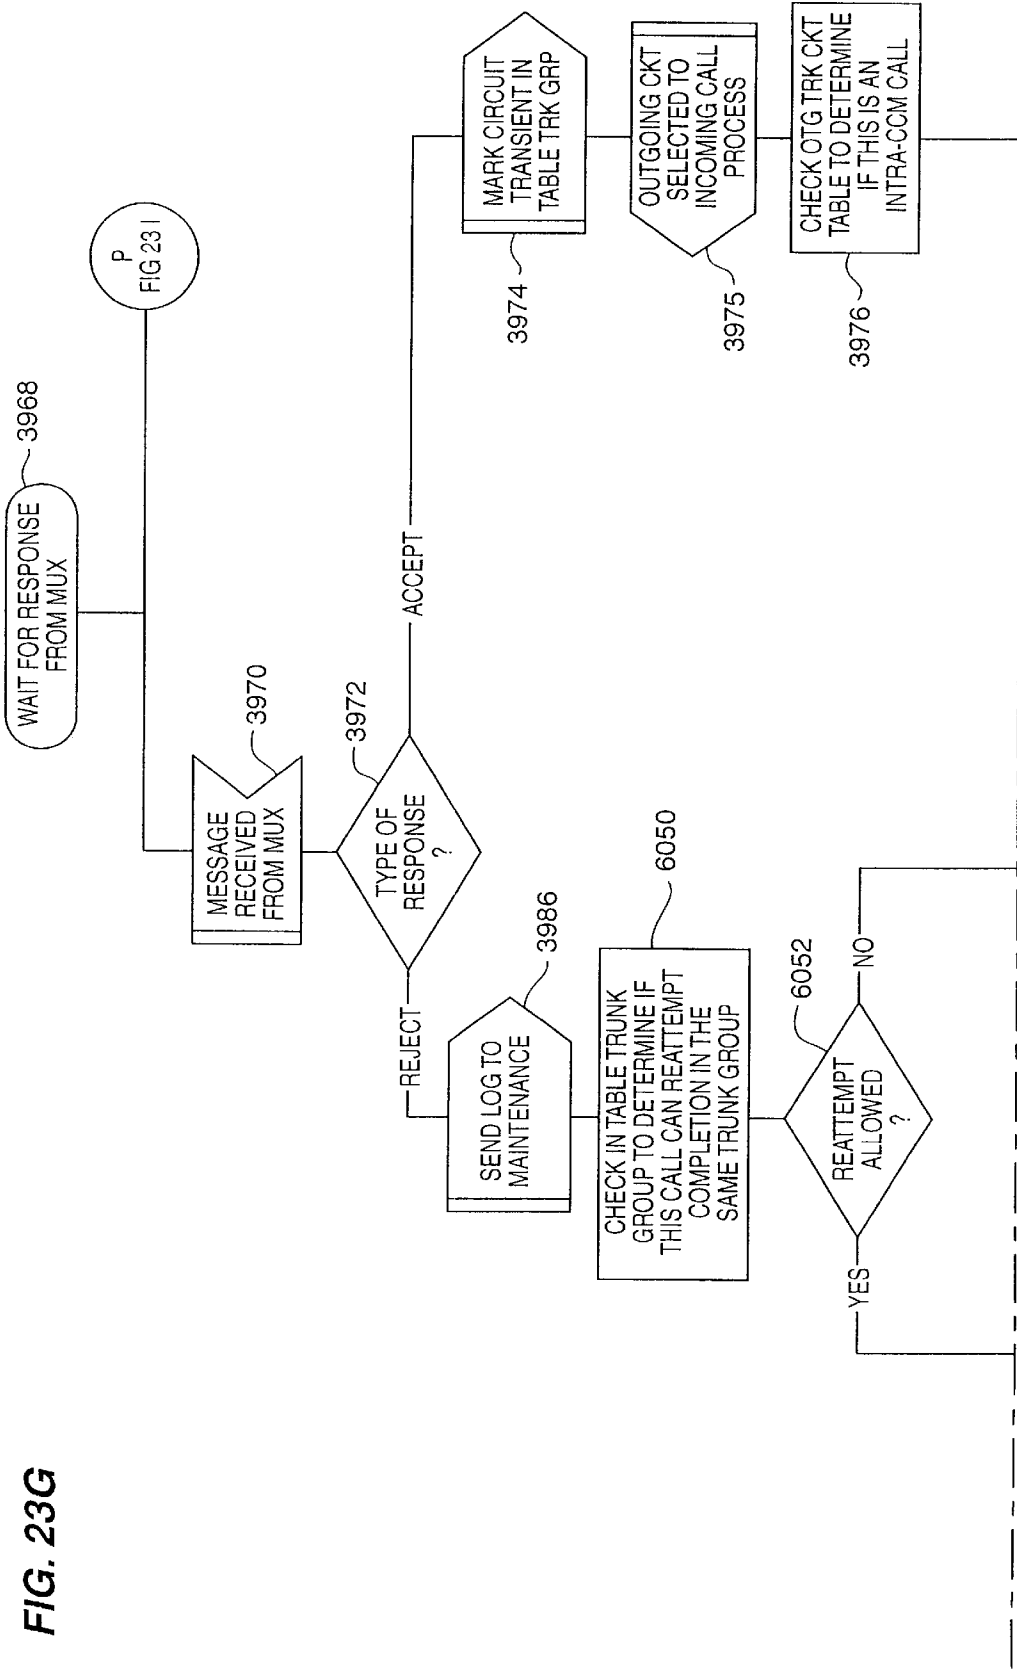 FIG. 23G
WAIT FOR RESPONSE
FROM MUX
3968
P
FIG 23 I
MESSAGE
RECEIVED
FROM MUX
3970
TYPE OF
RESPONSE
?
3972
REJECT
ACCEPT
SEND LOG TO
MAINTENANCE
3986
CHECK IN TABLE TRUNK
GROUP TO DETERMINE IF
THIS CALL CAN REATTEMPT
COMPLETION IN THE
SAME TRUNK GROUP
6050
REATTEMPT
ALLOWED
?
6052
YES
NO
MARK CIRCUIT
TRANSIENT IN
TABLE TRK GRP
3974
OUTGOING CKT
SELECTED TO
INCOMING CALL
PROCESS
3975
CHECK OTG TRK CKT
TABLE TO DETERMINE
IF THIS IS AN
INTRA-CCM CALL
3976